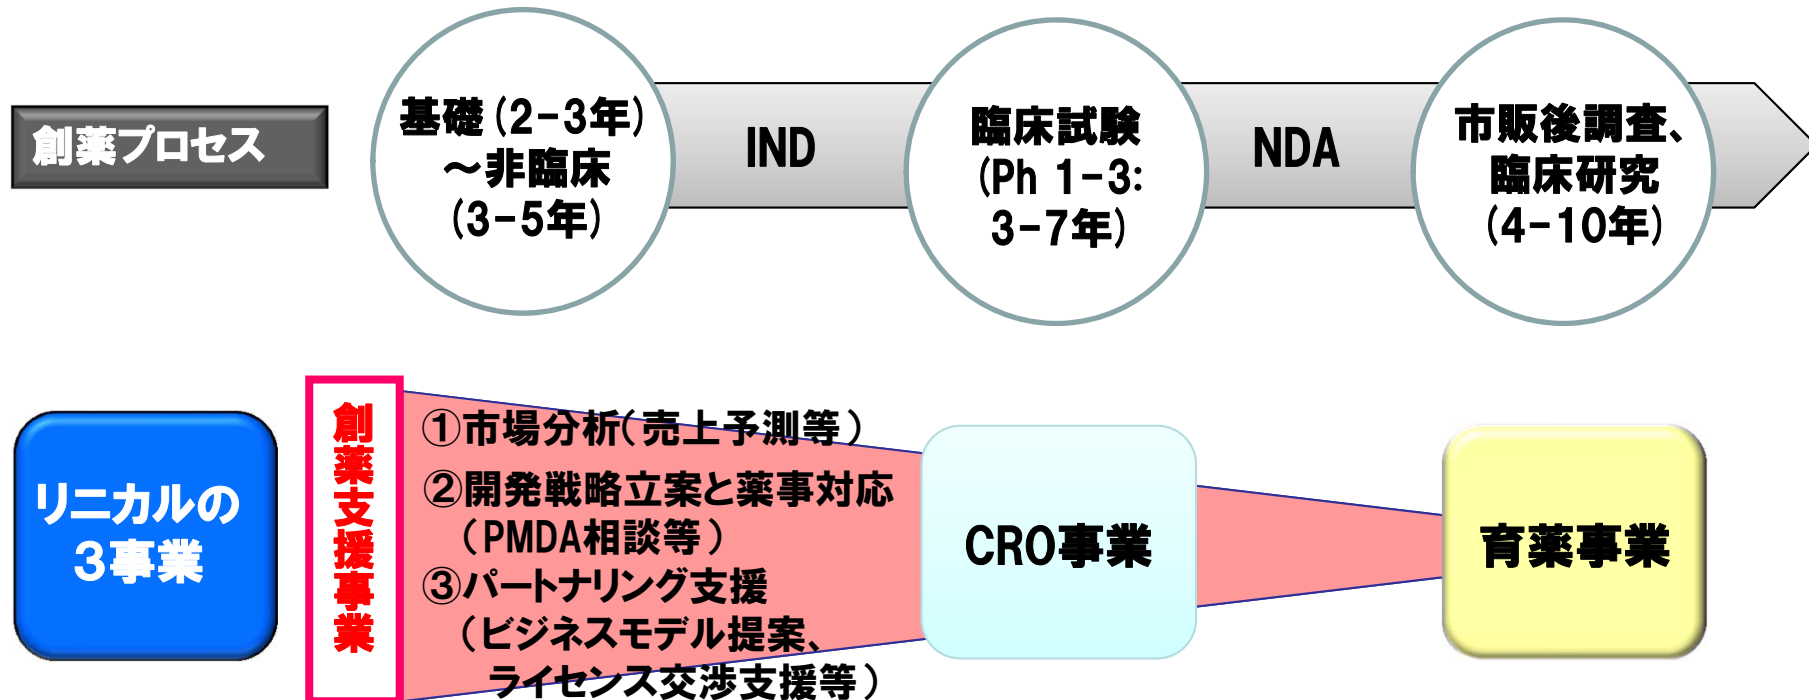 創薬プロセス
基礎(2-3年)
～非臨床
(3-5年)
IND
臨床試験
(Ph 1-3:
3-7年)
NDA
市販後調査、
臨床研究
(4-10年)
リニカルの
3事業
創薬支援事業
①市場分析(売上予測等)
②開発戦略立案と薬事対応
(PMDA相談等)
③パートナリング支援
(ビジネスモデル提案、
ライセンス交渉支援等)
CRO事業
育薬事業